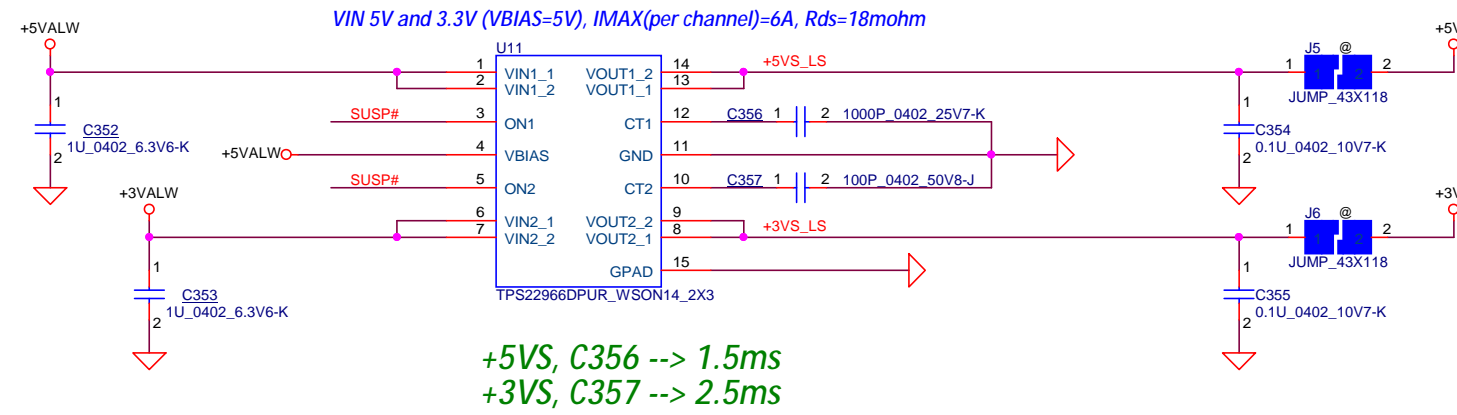 VIN 5V and 3.3V (VBIAS=5V), IMAX(per channel)=6A, Rds=18mohm
+5VALW
U11
+5V
J5 @
1 VIN1_1 VOUT1_2 14 +5VS_LS 1 1 2 2
2 VIN1_2 VOUT1_1 13
JUMP_43X118
1 C352 SUSP# 3 ON1 CT1 12 C356 1 2 1000P_0402_25V7-K 1 C354
2 1U_0402_6.3V6-K 0.1U_0402_10V7-K
2
+5VALW 4 VBIAS GND 11
SUSP# 5 ON2 CT2 10 C357 1 2 100P_0402_50V8-J
+3VALW
+3V
J6 @
6 VIN2_1 VOUT2_2 9
7 VIN2_2 VOUT2_1 8 +3VS_LS 1 1 2 2
JUMP_43X118
GPAD 15
1 C353 1 C355
2 1U_0402_6.3V6-K TPS22966DPUR_WSON14_2X3 2 0.1U_0402_10V7-K
+5VS, C356 --> 1.5ms
+3VS, C357 --> 2.5ms